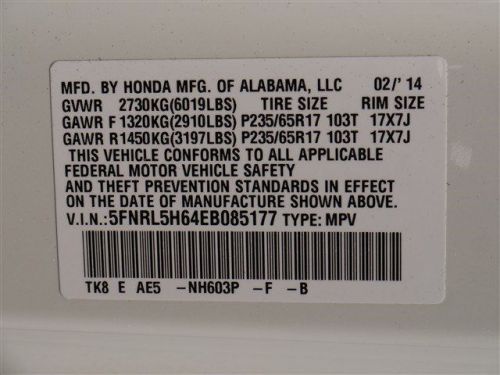 MFD. BY HONDA MFG. OF ALABAMA, LLC 02/' 14
GVWR 2730KG(6019LBS) TIRE SIZE RIM SIZE
GAWR F 1320KG(2910LBS) P235/65R17 103T 17X7J
GAWR R1450KG(3197LBS) P235/65R17 103T 17X7J
THIS VEHICLE CONFORMS TO ALL APPLICABLE
FEDERAL MOTOR VEHICLE SAFETY
AND THEFT PREVENTION STANDARDS IN EFFECT
ON THE DATE OF MANUFACTURE SHOWN ABOVE.
V.I.N.: 5FNRL5H64EB085177 TYPE: MPV
TK8 E AE5 -NH603P -F -B